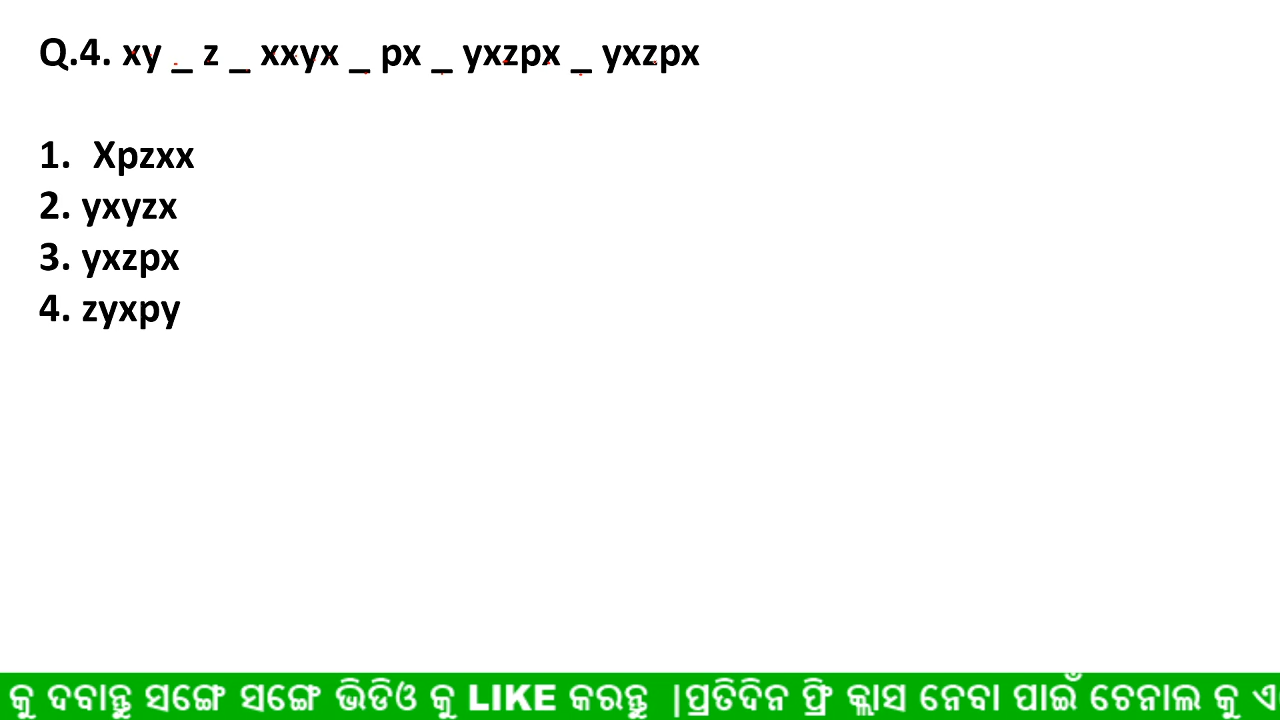 Q.4. xy _ z _ xxyx _ px _ yxzpx _ yxzpx
1. Xpzxx
2. yxyzx
3. yxzpx
4. zyxpy
କୁ ଦବାନ୍ତୁ ସଙ୍ଗେ ସଙ୍ଗେ ଭିଡିଓ କୁ LIKE କରନ୍ତୁ |ପ୍ରତିଦିନ ଫ୍ରି କ୍ଲାସ ନେବା ପାଇଁ ଚେନାଲ କୁ ଏ